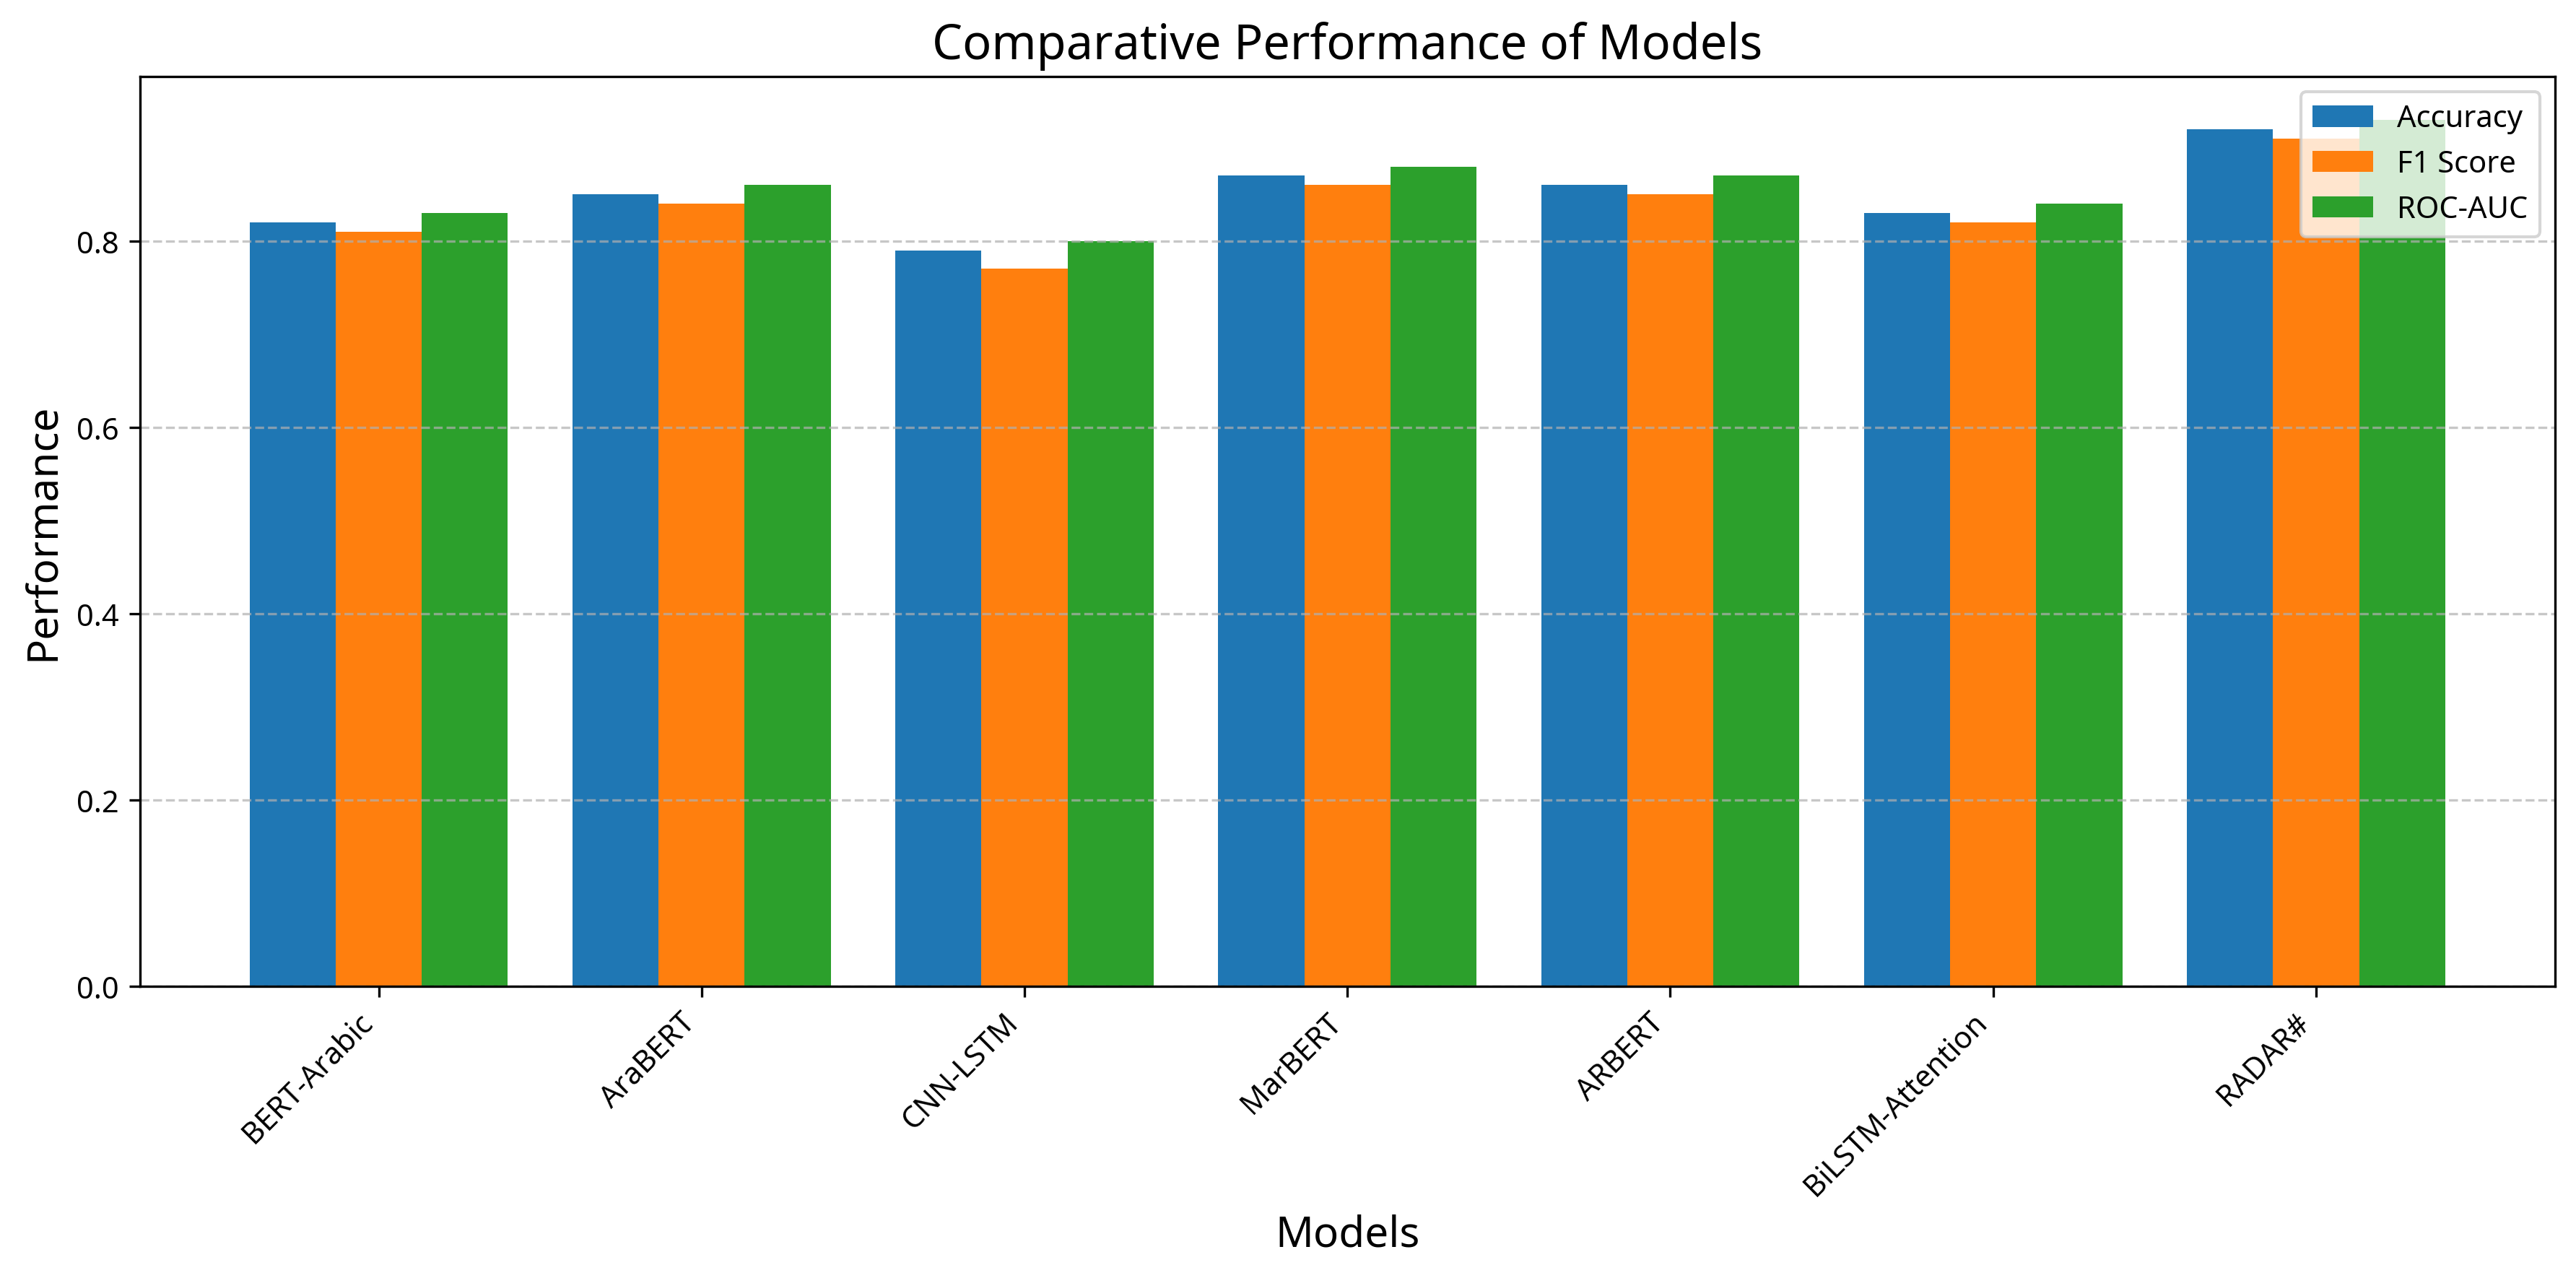 Comparative Performance of Models
Accuracy
F1 Score
ROC-AUC
Performance
0.8
0.6
0.4
0.2
0.0
BERT-Arabic
AraBERT
CNN-LSTM
MarBERT
ARBERT
BiLSTM-Attention
RADAR#
Models